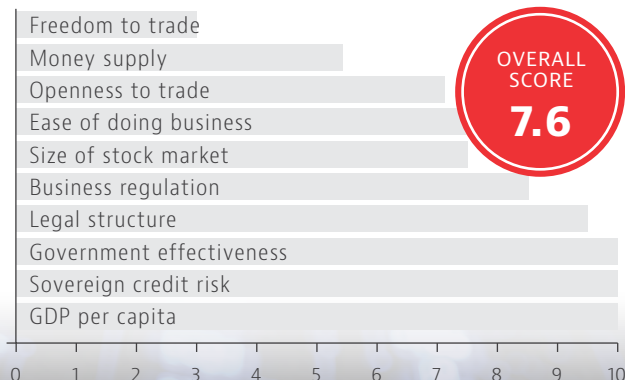 Freedom to trade
Money supply
Openness to trade
Ease of doing business
Size of stock market
Business regulation
Legal structure
Government effectiveness
Sovereign credit risk
GDP per capita
OVERALL
SCORE
7.6
0 1 2 3 4 5 6 7 8 9 10